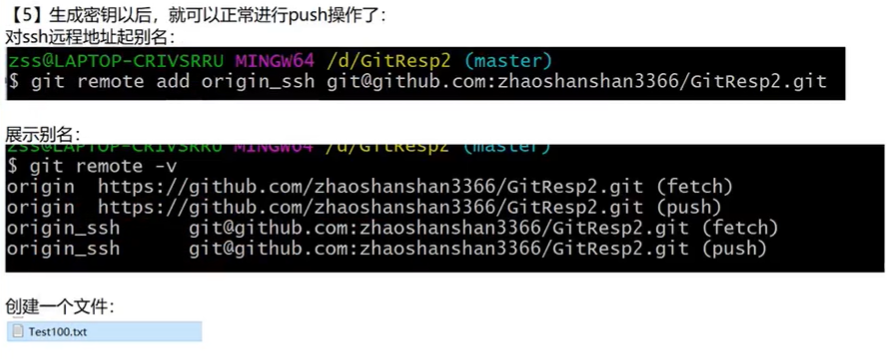 【5】生成密钥以后，就可以正常进行push操作了：
对ssh远程地址起别名：
zss@LAPTOP-CRIVSRRU MINGW64 /d/GitResp2 (master)
$ git remote add origin_ssh git@github.com:zhaoshanshan3366/GitResp2.git
展示别名：
zss@LAPTOP-CRIVSRRU MINGW64 /d/GitResp2 (master)
$ git remote -v
origin  https://github.com/zhaoshanshan3366/GitResp2.git (fetch)
origin  https://github.com/zhaoshanshan3366/GitResp2.git (push)
origin_ssh      git@github.com:zhaoshanshan3366/GitResp2.git (fetch)
origin_ssh      git@github.com:zhaoshanshan3366/GitResp2.git (push)
创建一个文件：
Test100.txt